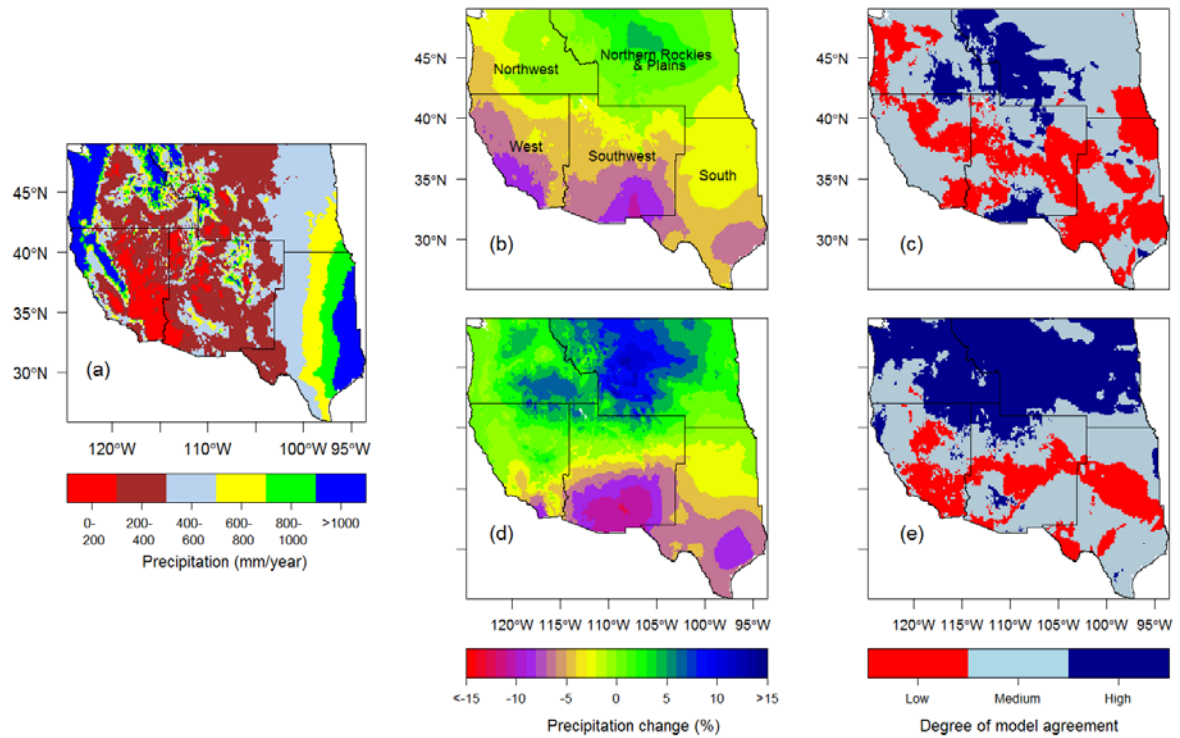 45°N
40°N
35°N
30°N
(a)
120°W
110°W
100°W
95°W
0-
200
200-
400
400-
600
600-
800
800-
1000
>1000
Precipitation (mm/year)
45°N
40°N
35°N
30°N
Northwest
Northern Rockies
& Plains
West
Southwest
South
(b)
45°N
40°N
35°N
30°N
(c)
(d)
120°W 115°W 110°W 105°W 100°W 95°W
<-15 -10 -5 0 5 10 >15
Precipitation change (%)
(e)
120°W 115°W 110°W 105°W 100°W 95°W
Low Medium High
Degree of model agreement